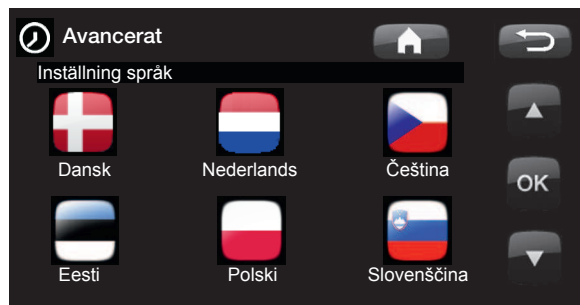 Avancerat
Inställning språk
Dansk Nederlands Čeština
OK
Eesti Polski Slovenščina